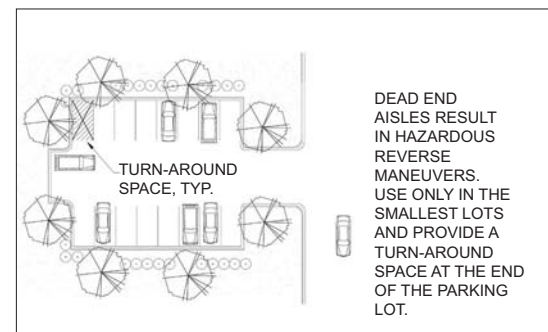 TURN-AROUND
SPACE, TYP.
DEAD END
AISLES RESULT
IN HAZARDOUS
REVERSE
MANEUVERS.
USE ONLY IN THE
SMALLEST LOTS
AND PROVIDE A
TURN-AROUND
SPACE AT THE END
OF THE PARKING
LOT.